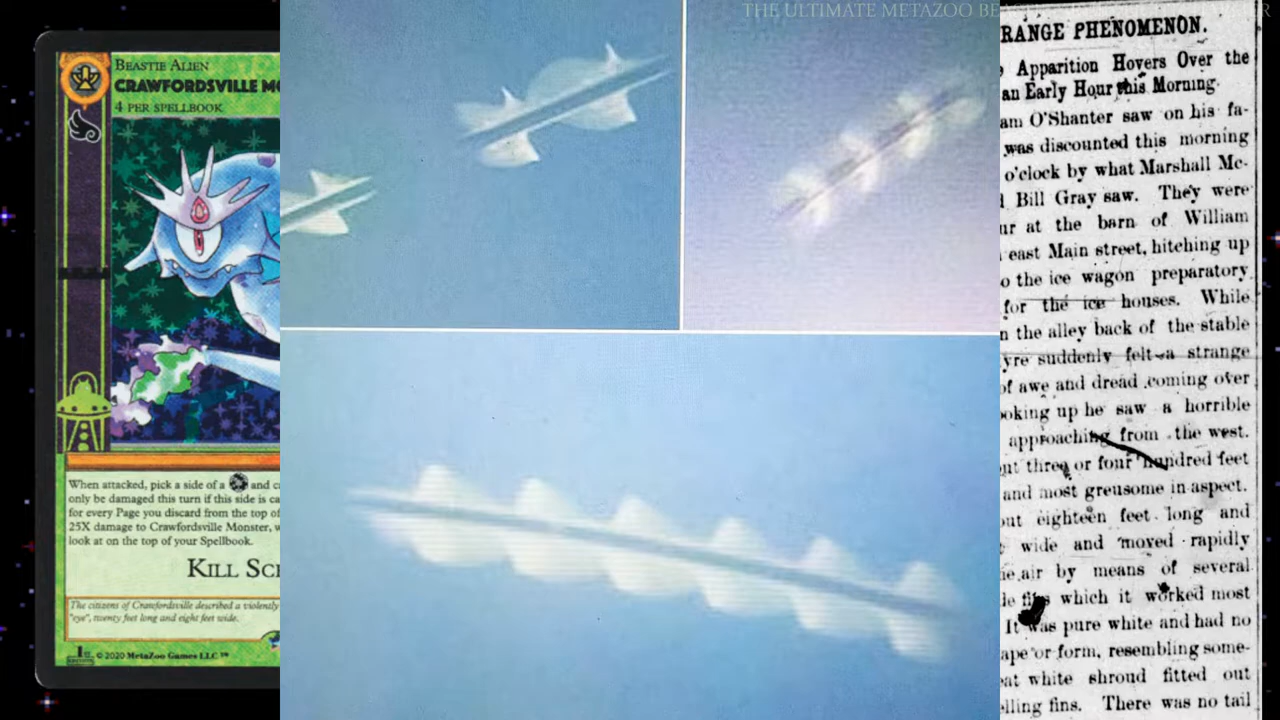 THE ULTIMATE METAZOO
BEASTIE ALIEN
CRAWFORDSVILLE
4 PER SPELLBOOK
When attacked, pick a side of a and
only be damaged this turn if this side is
for every Page you discard from the top of
25X damage to Crawfordsville Monster,
look at on the top of your Spellbook.
KILL
The citizens of Crawfordsville described a violently
"eye", twenty feet long and eight feet wide.
© 2020 MetaZoo Games LLC ™
RANGE PHENOMENON.
Apparition Hovers Over the
an Early Hour this Morning.
am O'Shanter saw on his fa-
was discounted this morning
o'clock by what Marshall Mc-
Bill Gray saw. They were
ur at the barn of William
east Main street, hitching up
o the ice wagon preparatory
for the ice houses. While
n the alley back of the stable
yre suddenly felt a strange
of awe and dread coming over
oking up he saw a horrible
approaching from the west.
three or four hundred feet
and most greusome in aspect.
out eighteen feet long and
wide and moved rapidly
air by means of several
fins which it worked most
It was pure white and had no
ape or form, resembling some-
at white shroud fitted out
elling fins. There was no tail